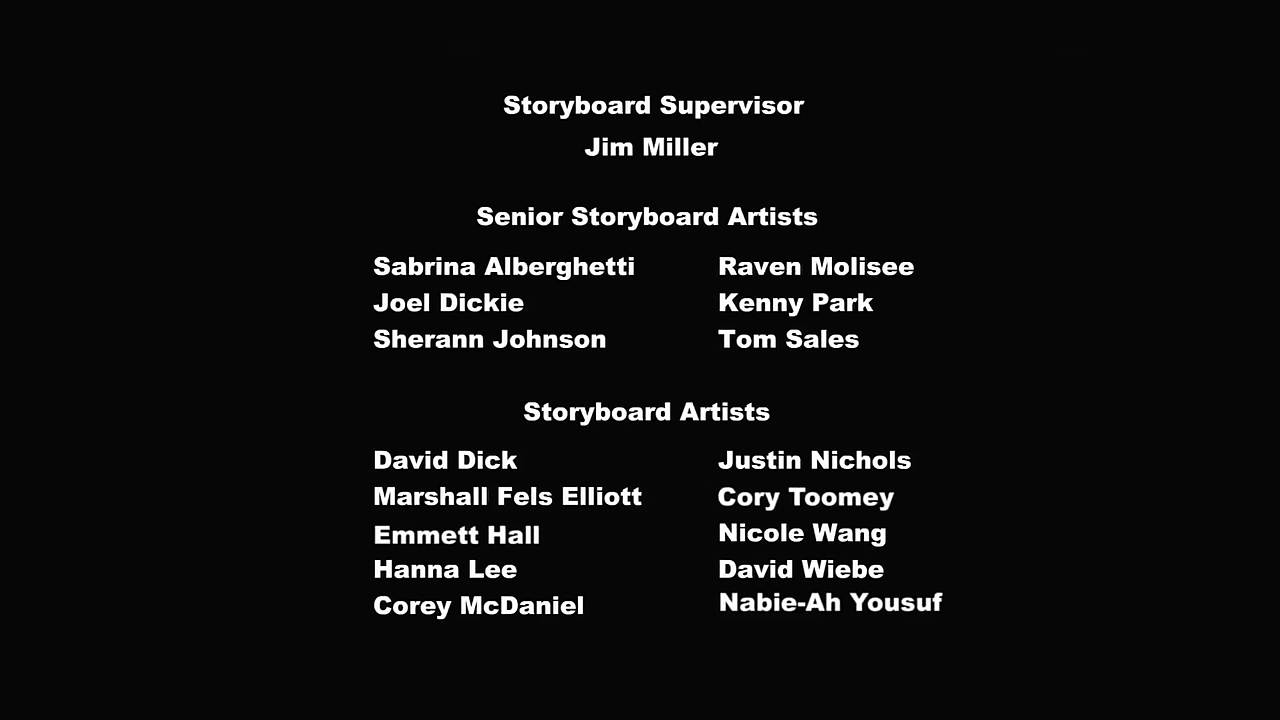 Storyboard Supervisor
Jim Miller
Senior Storyboard Artists
Sabrina Alberghetti Raven Molisee
Joel Dickie Kenny Park
Sherann Johnson Tom Sales
Storyboard Artists
David Dick Justin Nichols
Marshall Fels Elliott Cory Toomey
Emmett Hall Nicole Wang
Hanna Lee David Wiebe
Corey McDaniel Nabie-Ah Yousuf